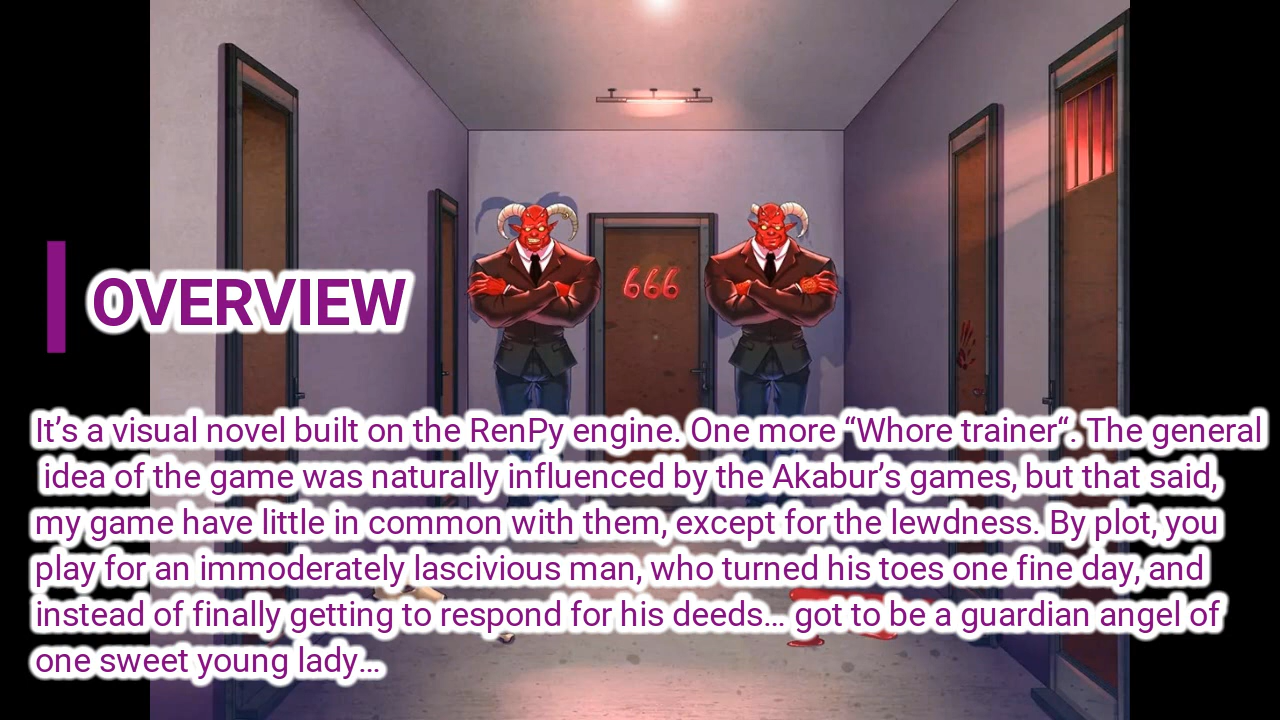 666
OVERVIEW
It’s a visual novel built on the RenPy engine. One more “Whore trainer“. The general
idea of the game was naturally influenced by the Akabur’s games, but that said,
my game have little in common with them, except for the lewdness. By plot, you
play for an immoderately lascivious man, who turned his toes one fine day, and
instead of finally getting to respond for his deeds… got to be a guardian angel of
one sweet young lady…